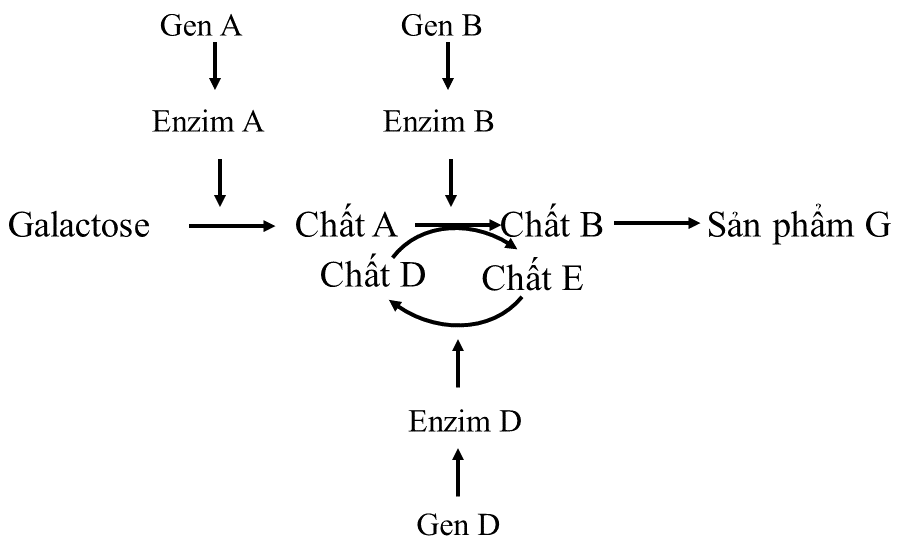 Gen A Gen B
Enzim A Enzim B
Galactose Chất A Chất B Sản phẩm G
Chất D Chất E
Enzim D
Gen D